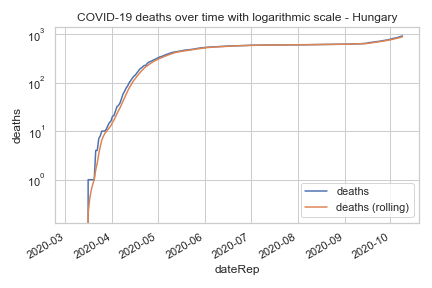 COVID-19 deaths over time with logarithmic scale - Hungary
10³
10²
10¹
10⁰
deaths
deaths
deaths (rolling)
2020-03
2020-04
2020-05
2020-06
2020-07
2020-08
2020-09
2020-10
dateRep